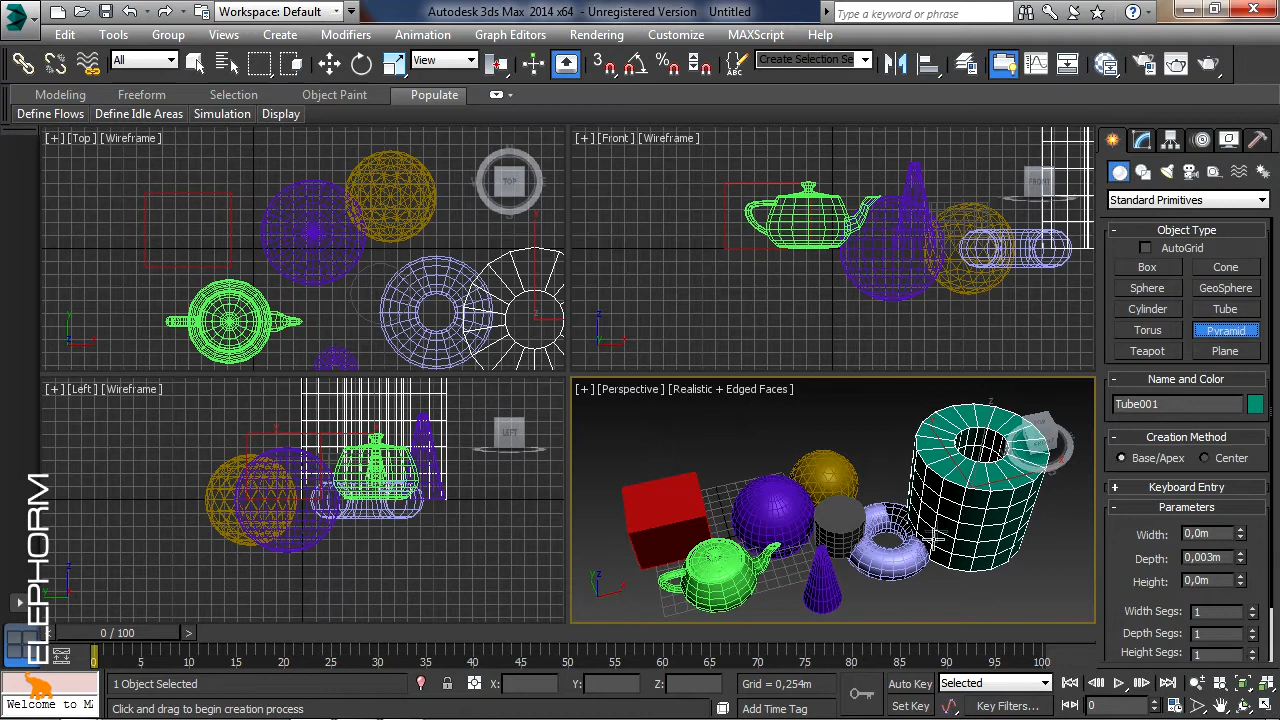 Workspace: Default
Autodesk 3ds Max 2014 x64 - Unregistered Version Untitled
Type a keyword or phrase
Edit Tools Group Views Create Modifiers Animation Graph Editors Rendering Customize MAXScript Help
All
View
3
Create Selection Se
Modeling Freeform Selection Object Paint Populate
Define Flows Define Idle Areas Simulation Display
[+] [Top] [Wireframe]
TOP
[+] [Front] [Wireframe]
FRONT
[+] [Left] [Wireframe]
LEFT
[+] [Perspective] [Realistic + Edged Faces]
Standard Primitives
Object Type
AutoGrid
Box Cone
Sphere GeoSphere
Cylinder Tube
Torus Pyramid
Teapot Plane
Name and Color
Tube001
Creation Method
Base/Apex Center
Keyboard Entry
Parameters
Width: 0,0m
Depth: 0,003m
Height: 0,0m
Width Segs: 1
Depth Segs: 1
Height Segs: 1
ELEPHORM
< 0 / 100 >
0 5 10 15 20 25 30 35 40 45 50 55 60 65 70 75 80 85 90 95 100
1 Object Selected
X: Y: Z:
Grid = 0,254m
Auto Key Selected
Welcome to M
Click and drag to begin creation process
Add Time Tag
Set Key Key Filters...
0